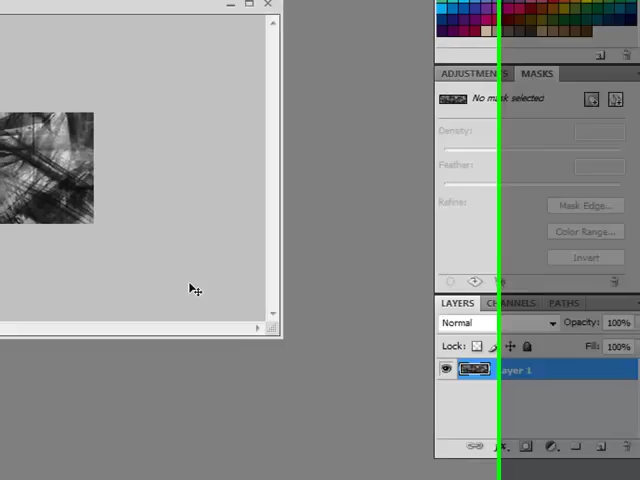 ADJUSTMENTS MASKS
No mask selected
Density:
Feather:
Refine: Mask Edge...
Color Range...
Invert
LAYERS CHANNELS PATHS
Normal Opacity: 100%
Lock: Fill: 100%
Layer 1